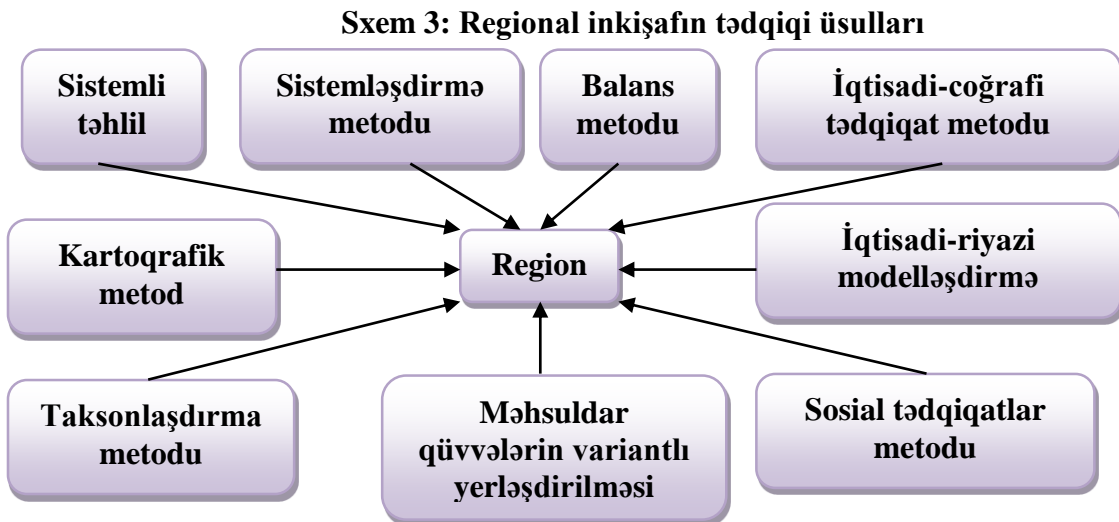 Sxem 3: Regional inkişafın tədqiqi üsulları
Sistemli
təhlil
Sistemləşdirmə
metodu
Balans
metodu
İqtisadi-coğrafi
tədqiqat metodu
Kartoqrafik
metod
Region
İqtisadi-riyazi
modelləşdirmə
Taksonlaşdırma
metodu
Məhsuldar
qüvvələrin variantlı
yerləşdirilməsi
Sosial tədqiqatlar
metodu